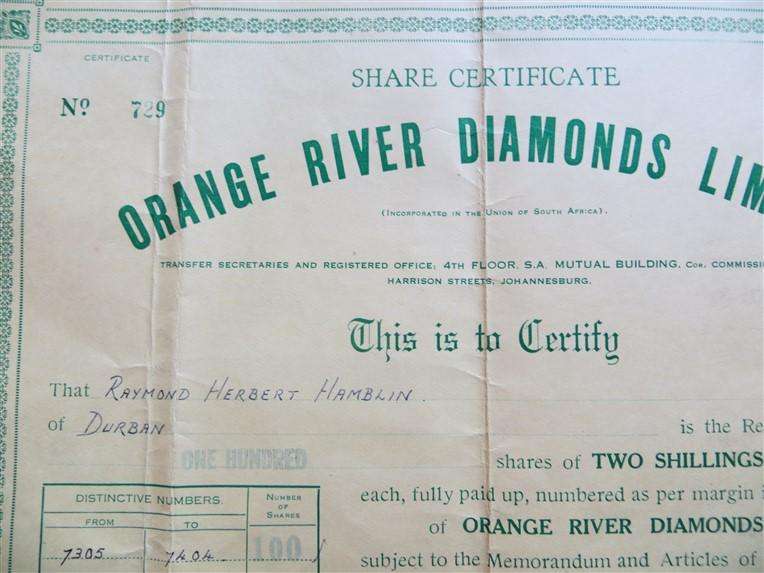 CERTIFICATE
SHARE CERTIFICATE
Nº 729
ORANGE RIVER DIAMONDS LIM
(INCORPORATED IN THE UNION OF SOUTH AFRICA).
TRANSFER SECRETARIES AND REGISTERED OFFICE: 4TH FLOOR, S.A. MUTUAL BUILDING, COR. COMMISSI
HARRISON STREETS, JOHANNESBURG.
This is to Certify
That RAYMOND HERBERT HAMBLIN.
of DURBAN is the Re
ONE HUNDRED shares of TWO SHILLINGS
DISTINCTIVE NUMBERS. NUMBER OF SHARES
each, fully paid up, numbered as per margin i
FROM TO
of ORANGE RIVER DIAMONDS
7305 7404 100/
subject to the Memorandum and Articles of